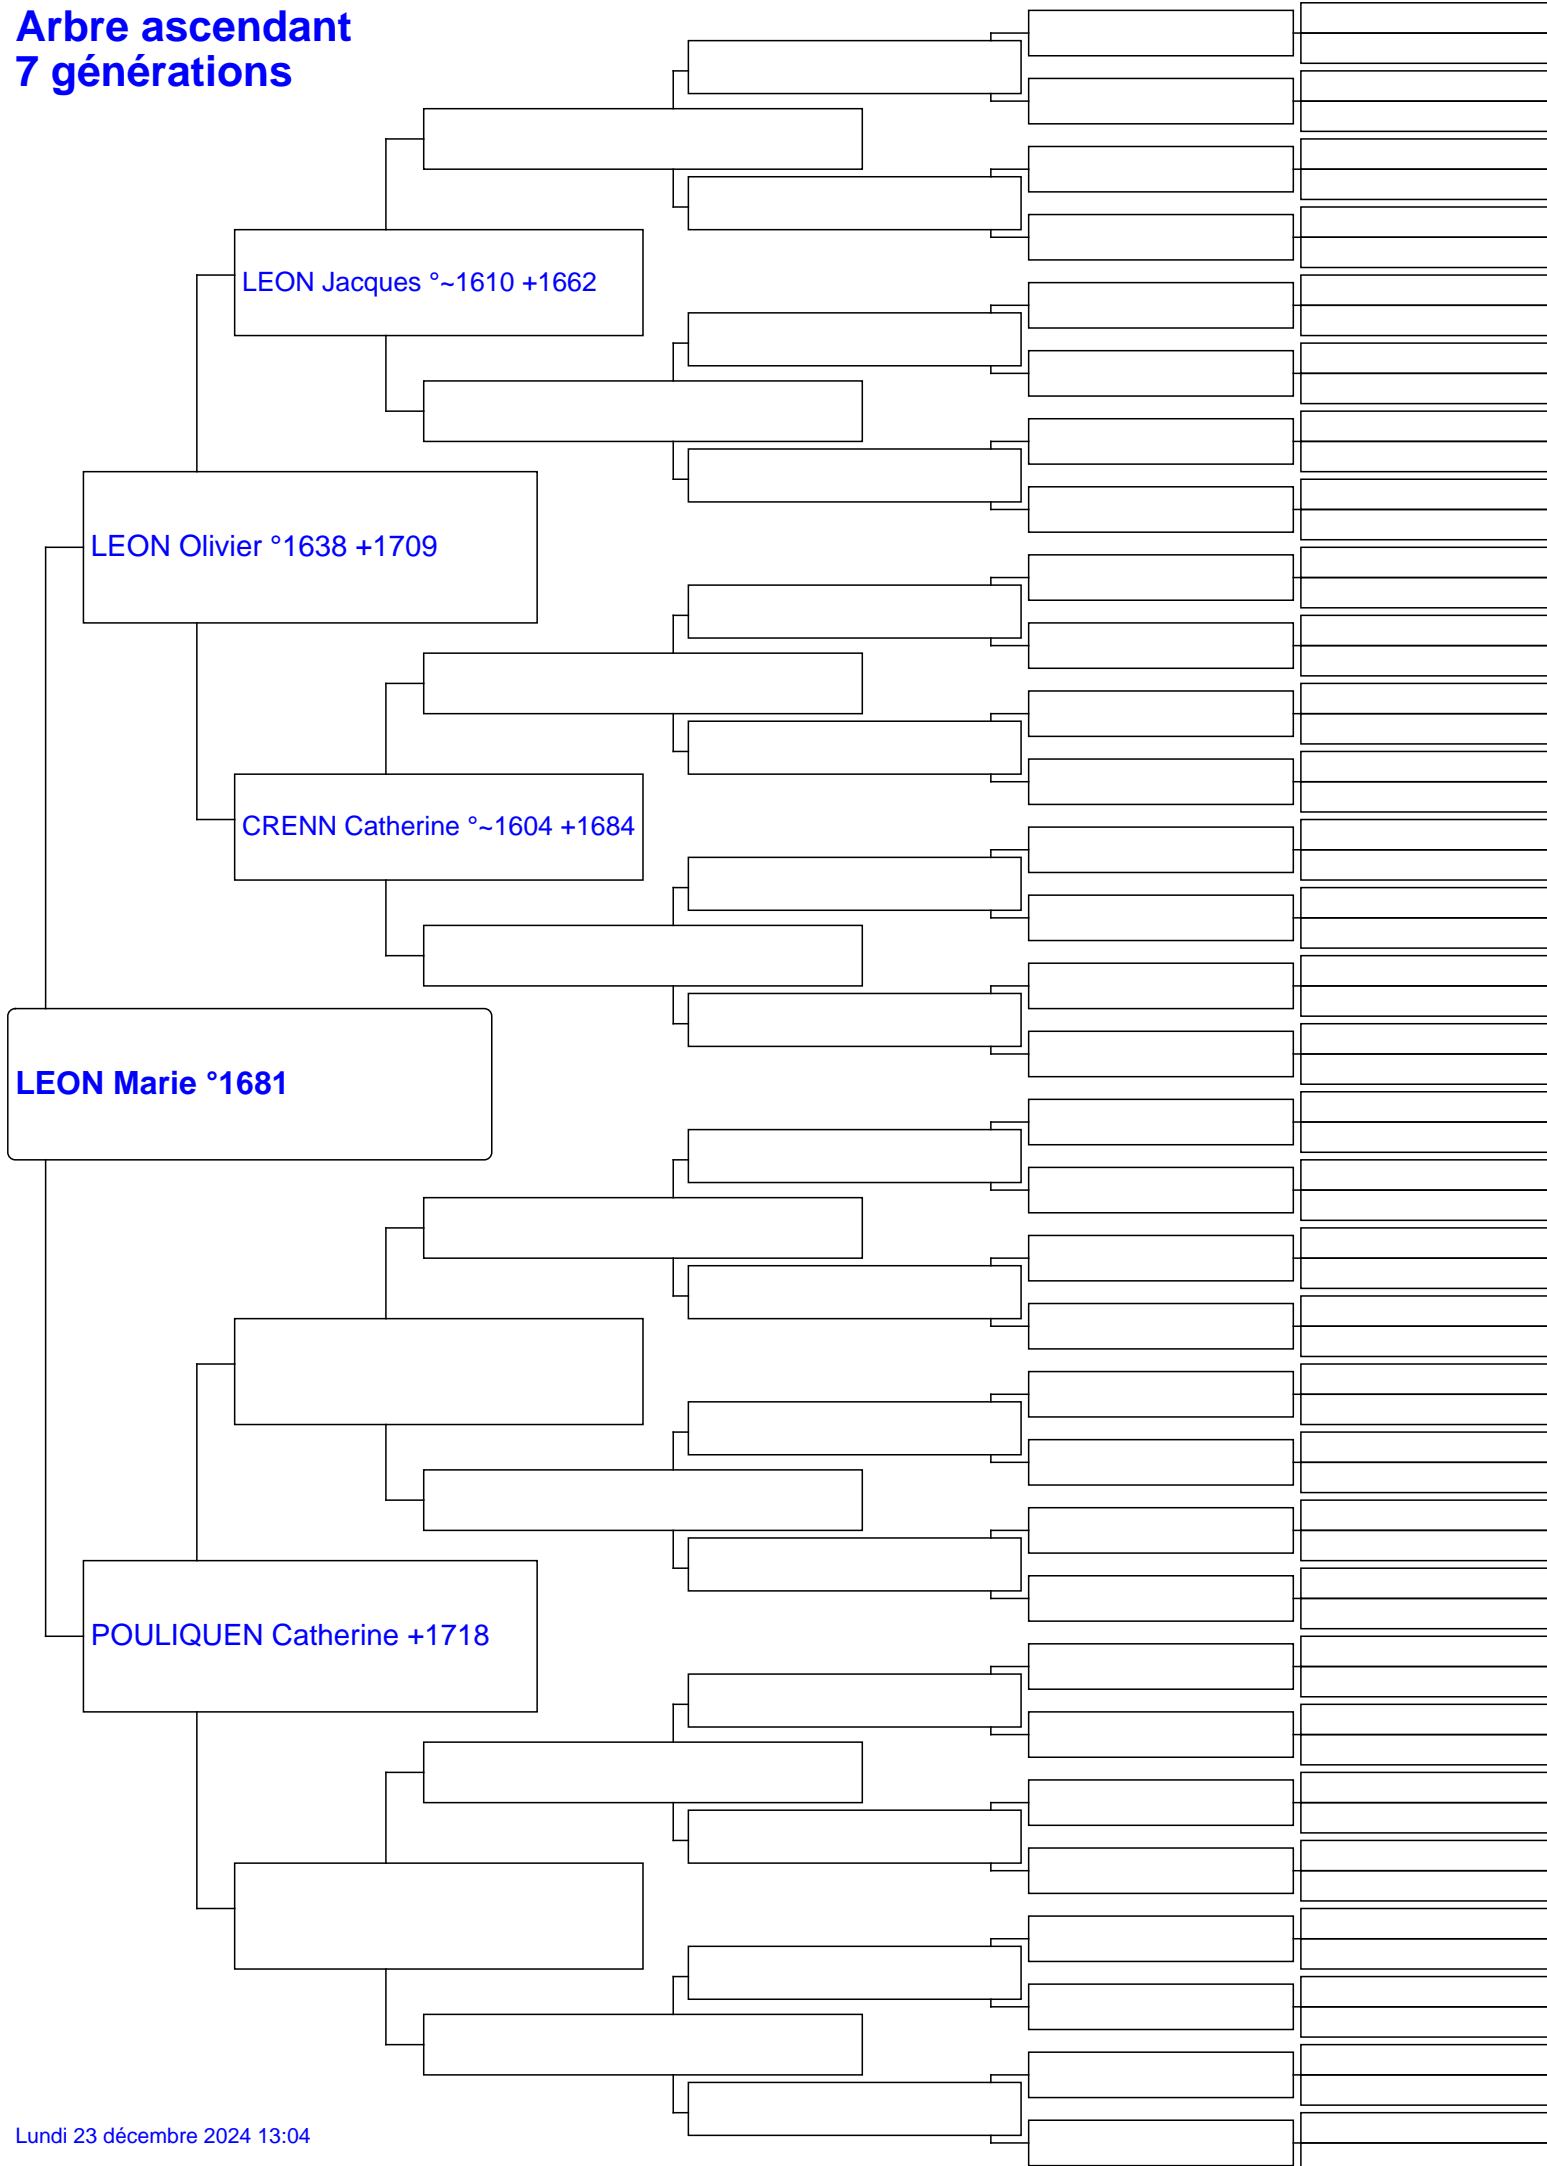 Arbre ascendant
7 générations
LEON Jacques °~1610 +1662
LEON Olivier °1638 +1709
CRENN Catherine °~1604 +1684
LEON Marie °1681
POULIQUEN Catherine +1718
Lundi 23 décembre 2024 13:04